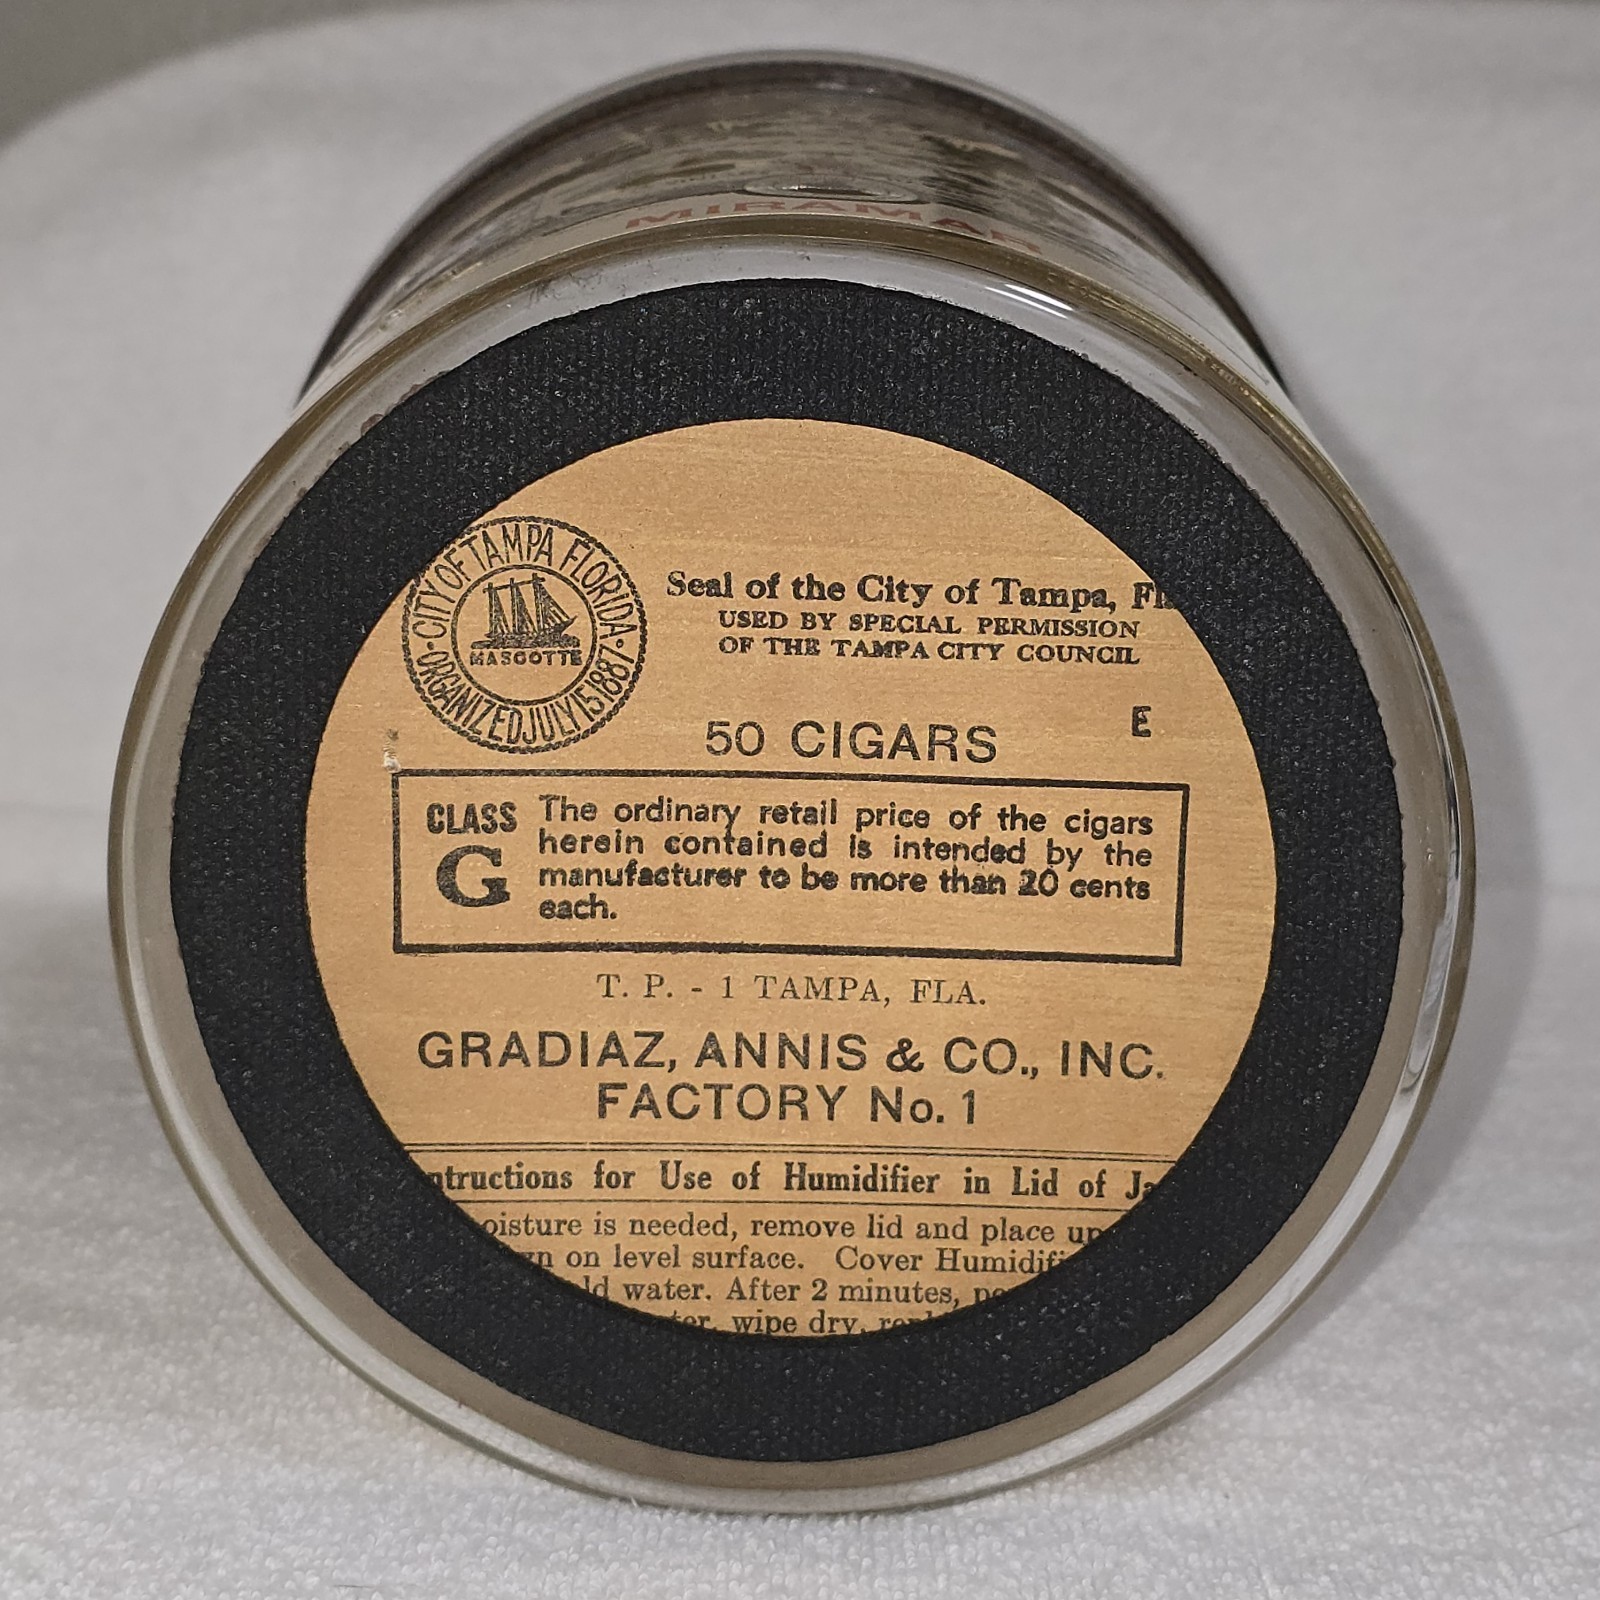 MIRAMAR
CITY OF TAMPA FLORIDA
MASCOTTE
ORGANIZED JULY 15 1887
Seal of the City of Tampa,
USED BY SPECIAL PERMISSION
OF THE TAMPA CITY COUNCIL
E
50 CIGARS
CLASS
G
The ordinary retail price of the cigars
herein contained is intended by the
manufacturer to be more than 20 cents
each.
T. P. - 1 TAMPA, FLA.
GRADIAZ, ANNIS & CO., INC.
FACTORY No. 1
for Use of Humidifier in Lid of
is needed, remove lid and place
on level surface. Cover
water. After 2 minutes,
wipe dry,